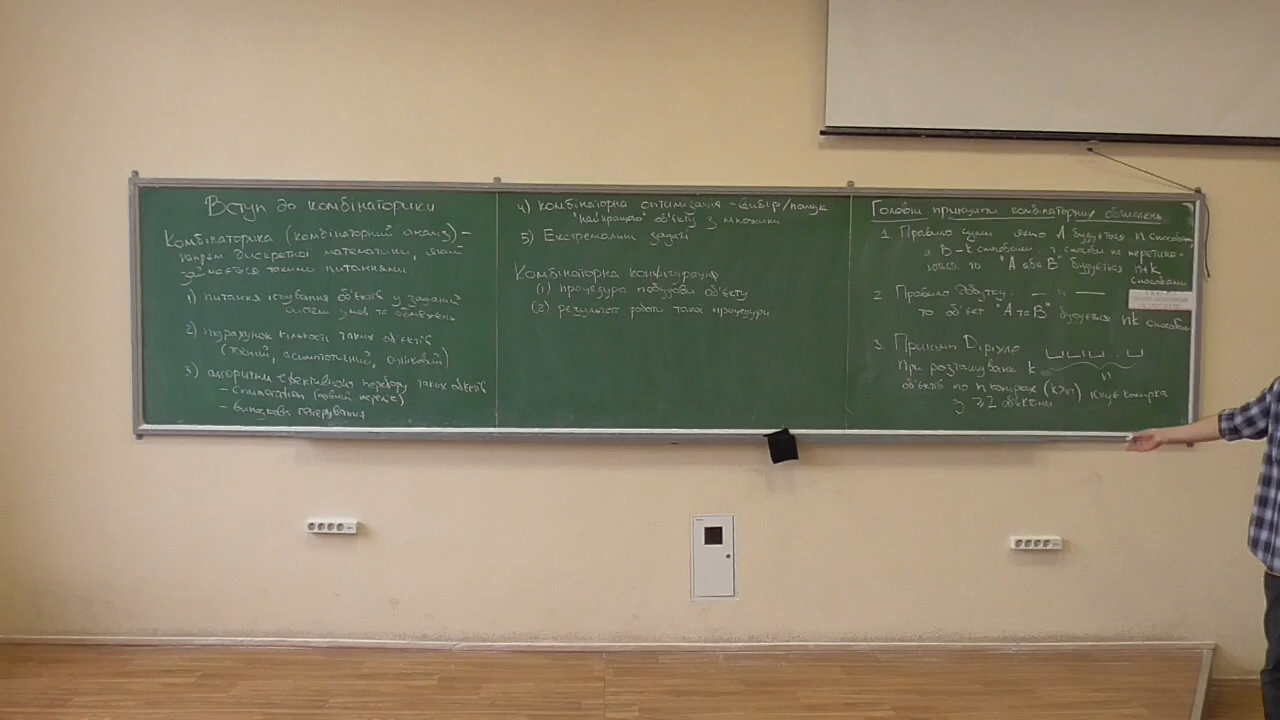 Вступ до комбінаторики
Комбінаторика (комбінаторний аналіз) –
напрям дискретної математики, який
займається такими питаннями:
1) питання існування об'єктів у заданій
систем умов та обмежень
2) підрахунок кількості таких об'єктів
(точний, асимптотичний, оцінковий)
3) алгоритми ефективного перебору таких об'єктів
– (повний перебір)
– випадкове генерування
4) комбінаторна оптимізація – вибір/пошук
"найкращого" об'єкту з множини
5) Екстремальні задачі
Комбінаторна конфігурація
(1) процедура побудови об'єкту
(2) результат роботи такої процедури
Головні принципи комбінаторних обчислень
1. Правило суми: якщо A будується n способами,
а B – k способами, і способи не перетина-
ються, то "A або B" будується n+k
способами
2. Правило добутку: — " —
то об'єкт "A та B" будується nk способами
3. Принцип Діріхле
При розташуванні k
n
об'єктів по n комірках (k>n) існує комірка
з ≥2 об'єктами